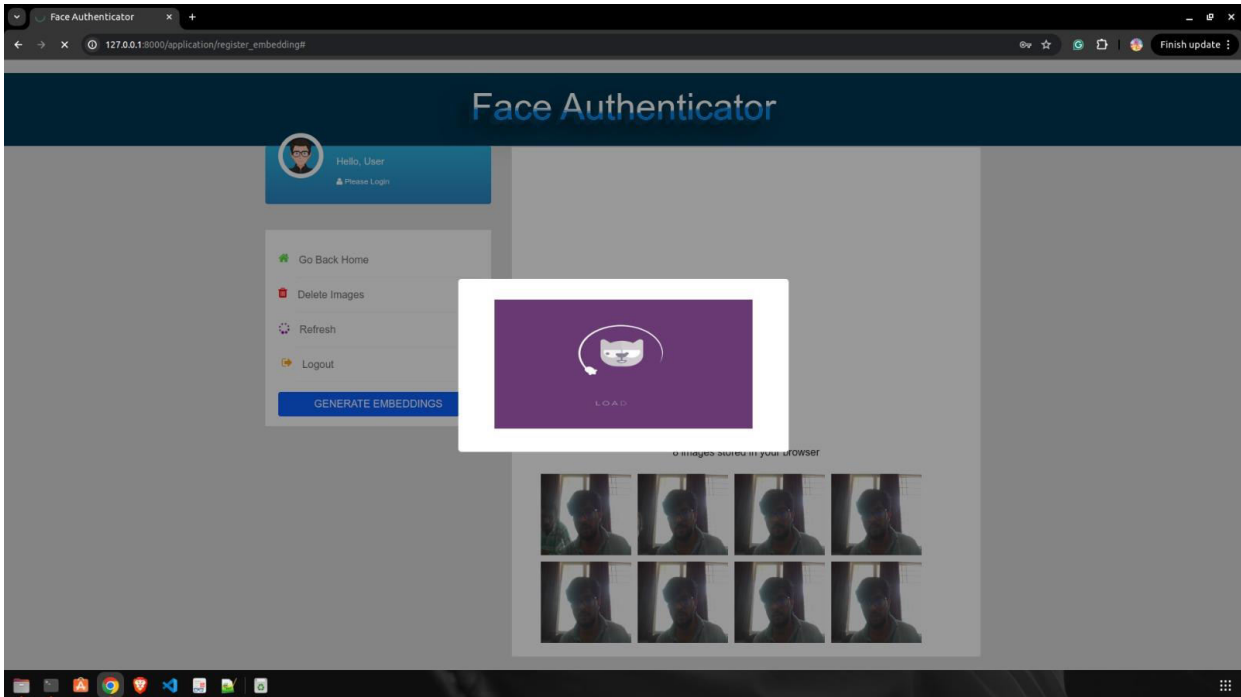 Face Authenticator
127.0.0.1:8000/application/register_embedding#
Finish update
Face Authenticator
Hello, User
Please Login
Go Back Home
Delete Images
Refresh
Logout
GENERATE EMBEDDINGS
LOAD
8 images stored in your browser